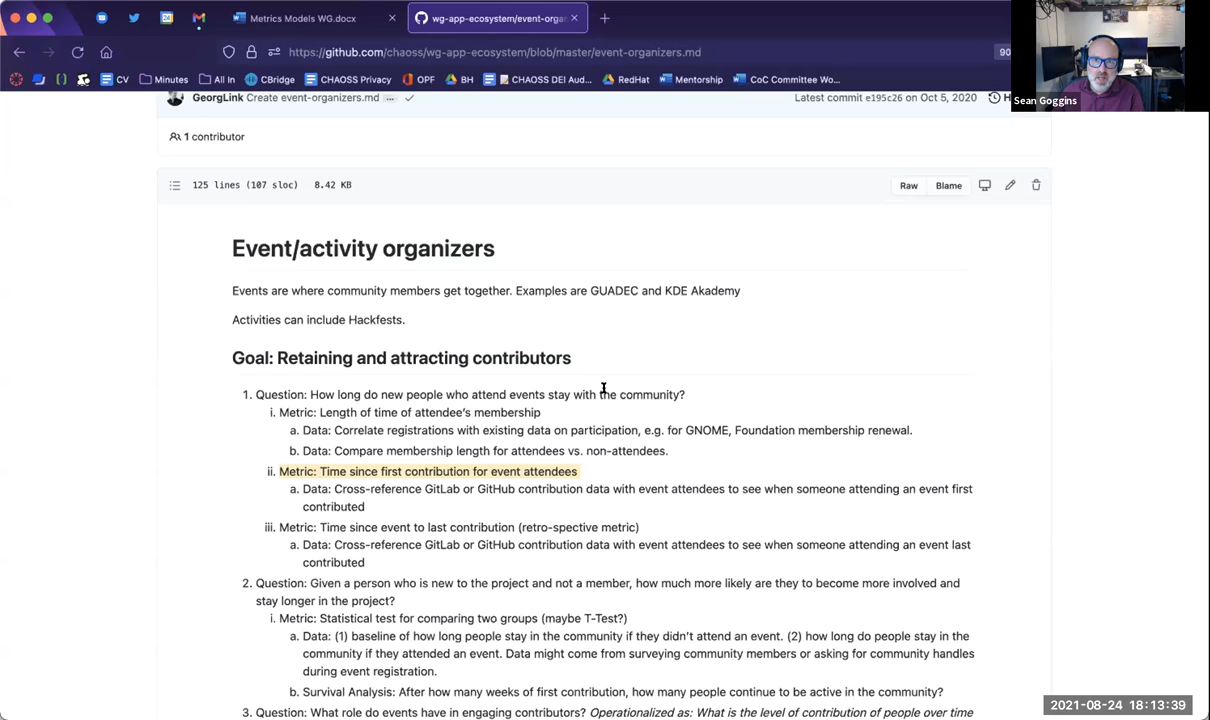 Metrics Models WG.docx
wg-app-ecosystem/event-orga
https://github.com/chaoss/wg-app-ecosystem/blob/master/event-organizers.md
90
CV
Minutes
All In
CBridge
CHAOSS Privacy
OPF
BH
CHAOSS DEI Aud...
RedHat
Mentorship
CoC Committee Wo...
Sean Goggins
GeorgLink Create event-organizers.md ...
Latest commit e195c26 on Oct 5, 2020
1 contributor
125 lines (107 sloc) 8.42 KB
Raw
Blame
Event/activity organizers
Events are where community members get together. Examples are GUADEC and KDE Akademy
Activities can include Hackfests.
Goal: Retaining and attracting contributors
1. Question: How long do new people who attend events stay with the community?
i. Metric: Length of time of attendee's membership
a. Data: Correlate registrations with existing data on participation, e.g. for GNOME, Foundation membership renewal.
b. Data: Compare membership length for attendees vs. non-attendees.
ii. Metric: Time since first contribution for event attendees
a. Data: Cross-reference GitLab or GitHub contribution data with event attendees to see when someone attending an event first
contributed
iii. Metric: Time since event to last contribution (retro-spective metric)
a. Data: Cross-reference GitLab or GitHub contribution data with event attendees to see when someone attending an event last
contributed
2. Question: Given a person who is new to the project and not a member, how much more likely are they to become more involved and
stay longer in the project?
i. Metric: Statistical test for comparing two groups (maybe T-Test?)
a. Data: (1) baseline of how long people stay in the community if they didn't attend an event. (2) how long do people stay in the
community if they attended an event. Data might come from surveying community members or asking for community handles
during event registration.
b. Survival Analysis: After how many weeks of first contribution, how many people continue to be active in the community?
3. Question: What role do events have in engaging contributors? Operationalized as: What is the level of contribution of people over time
2021-08-24 18:13:39